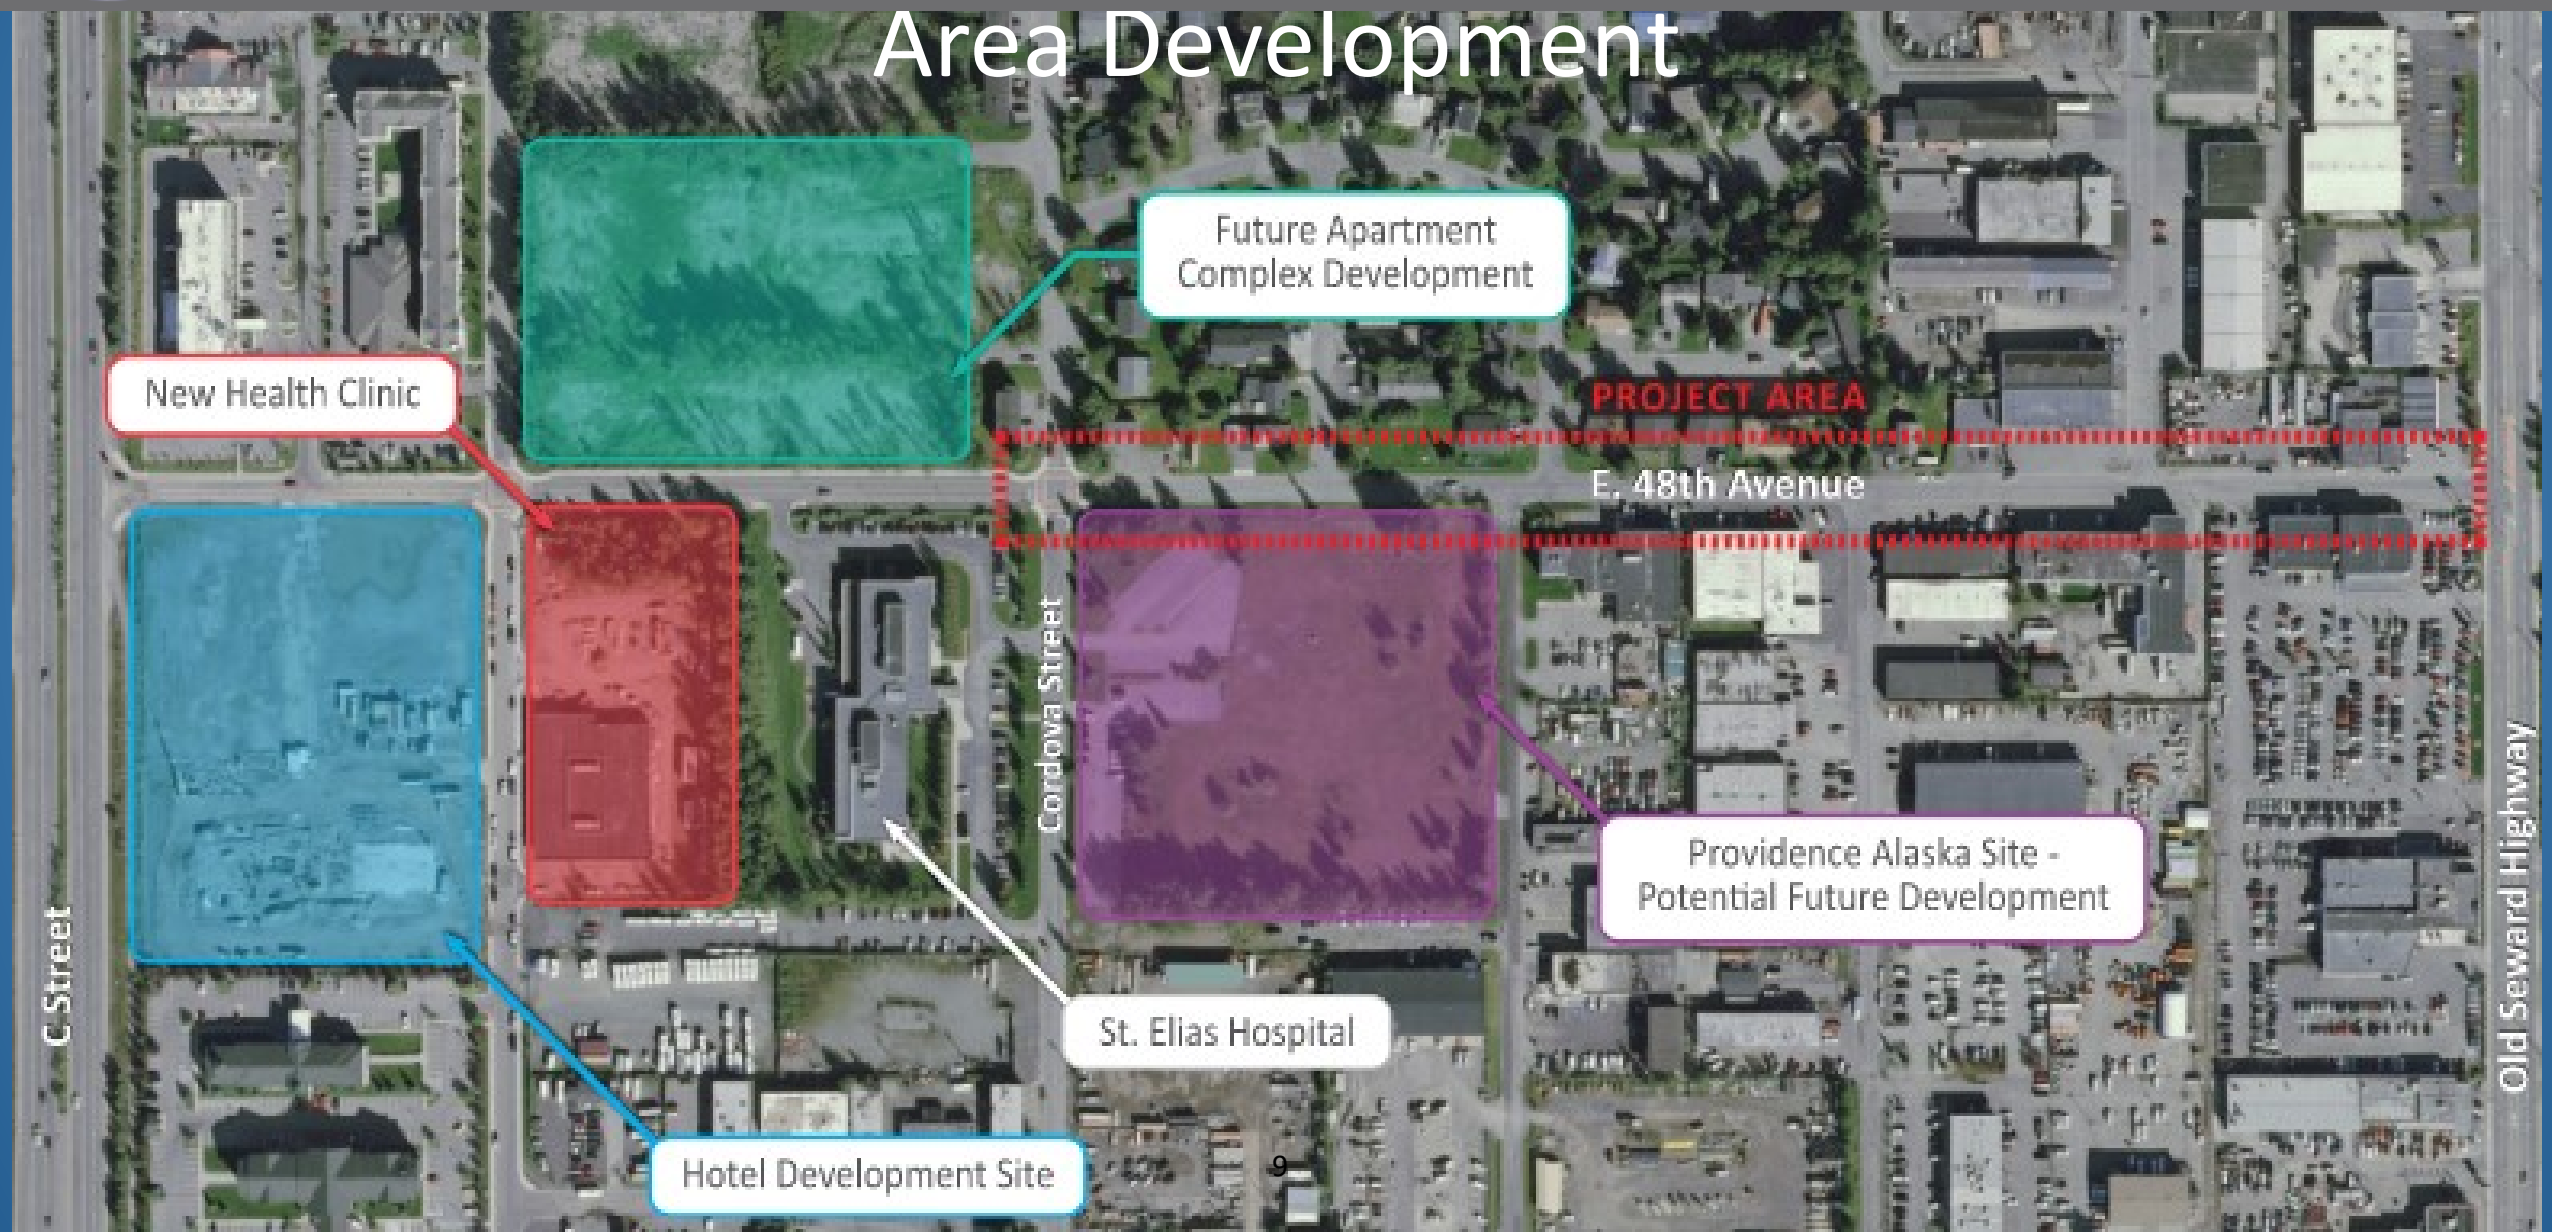 Area Development
Future Apartment
Complex Development
New Health Clinic
PROJECT AREA
E. 48th Avenue
Cordova Street
Providence Alaska Site -
Potential Future Development
C Street
Old Seward Highway
St. Elias Hospital
Hotel Development Site
9